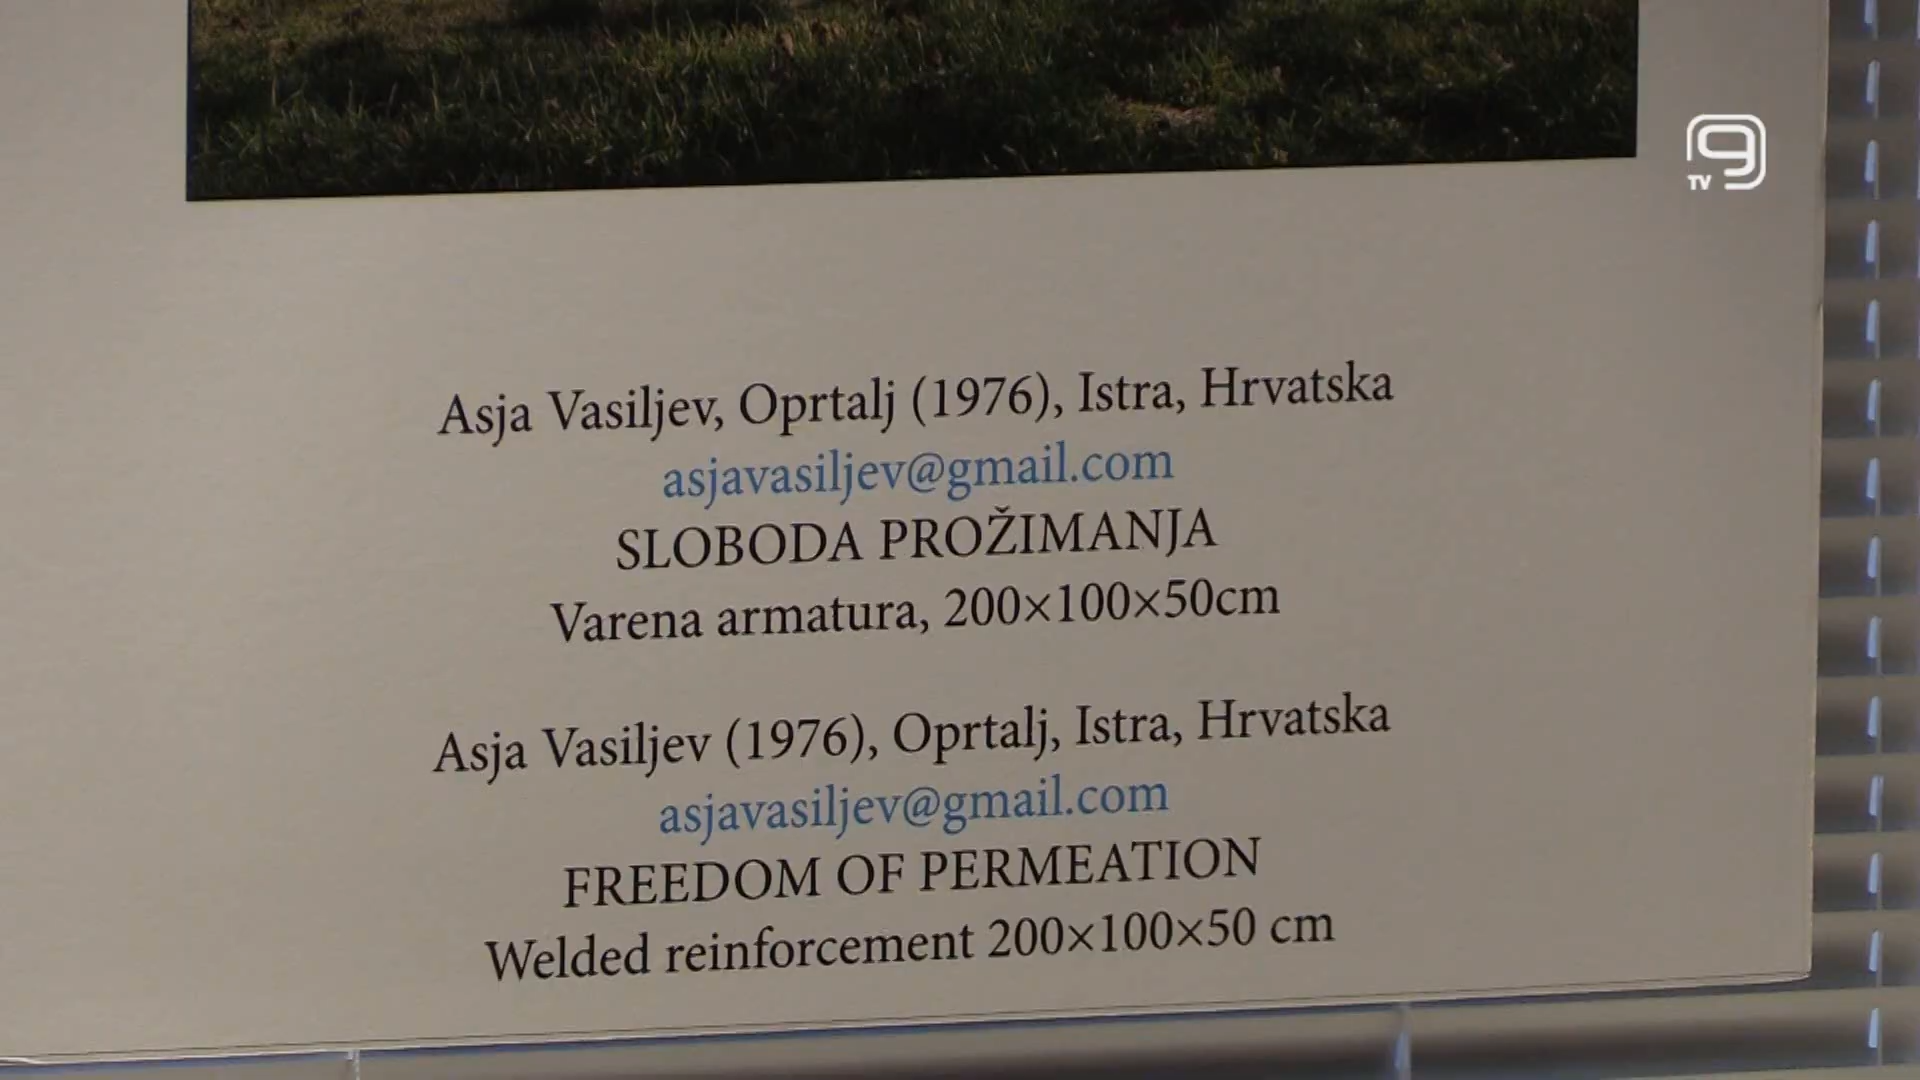 9
TV
Asja Vasiljev, Oprtalj (1976), Istra, Hrvatska
asjavasiljev@gmail.com
SLOBODA PROŽIMANJA
Varena armatura, 200×100×50cm
Asja Vasiljev (1976), Oprtalj, Istra, Hrvatska
asjavasiljev@gmail.com
FREEDOM OF PERMEATION
Welded reinforcement 200×100×50 cm